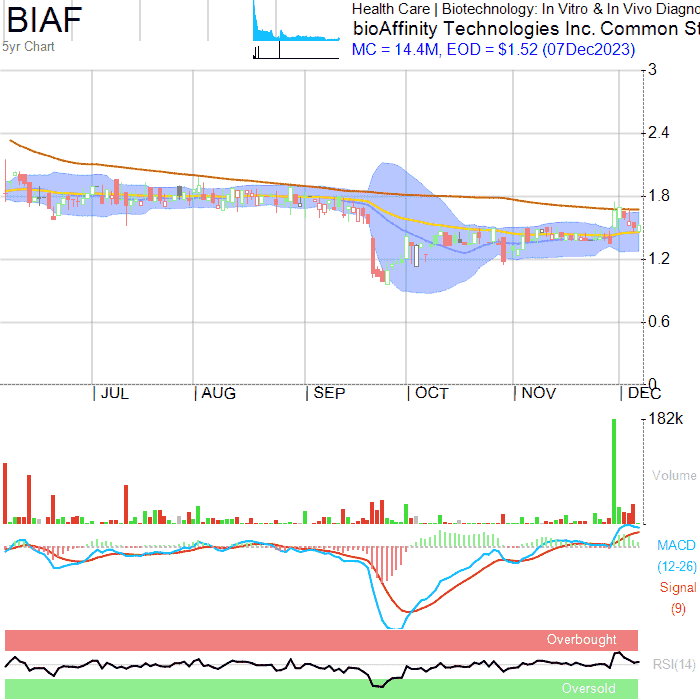 BIAF
5yr Chart
Health Care | Biotechnology: In Vitro & In Vivo Diagno
bioAffinity Technologies Inc. Common St
MC = 14.4M, EOD = $1.52 (07Dec2023)
3
2.4
1.8
1.2
0.6
0
JUL AUG SEP OCT NOV DEC
182k
Volume
MACD
(12-26)
Signal
(9)
Overbought
RSI(14)
Oversold